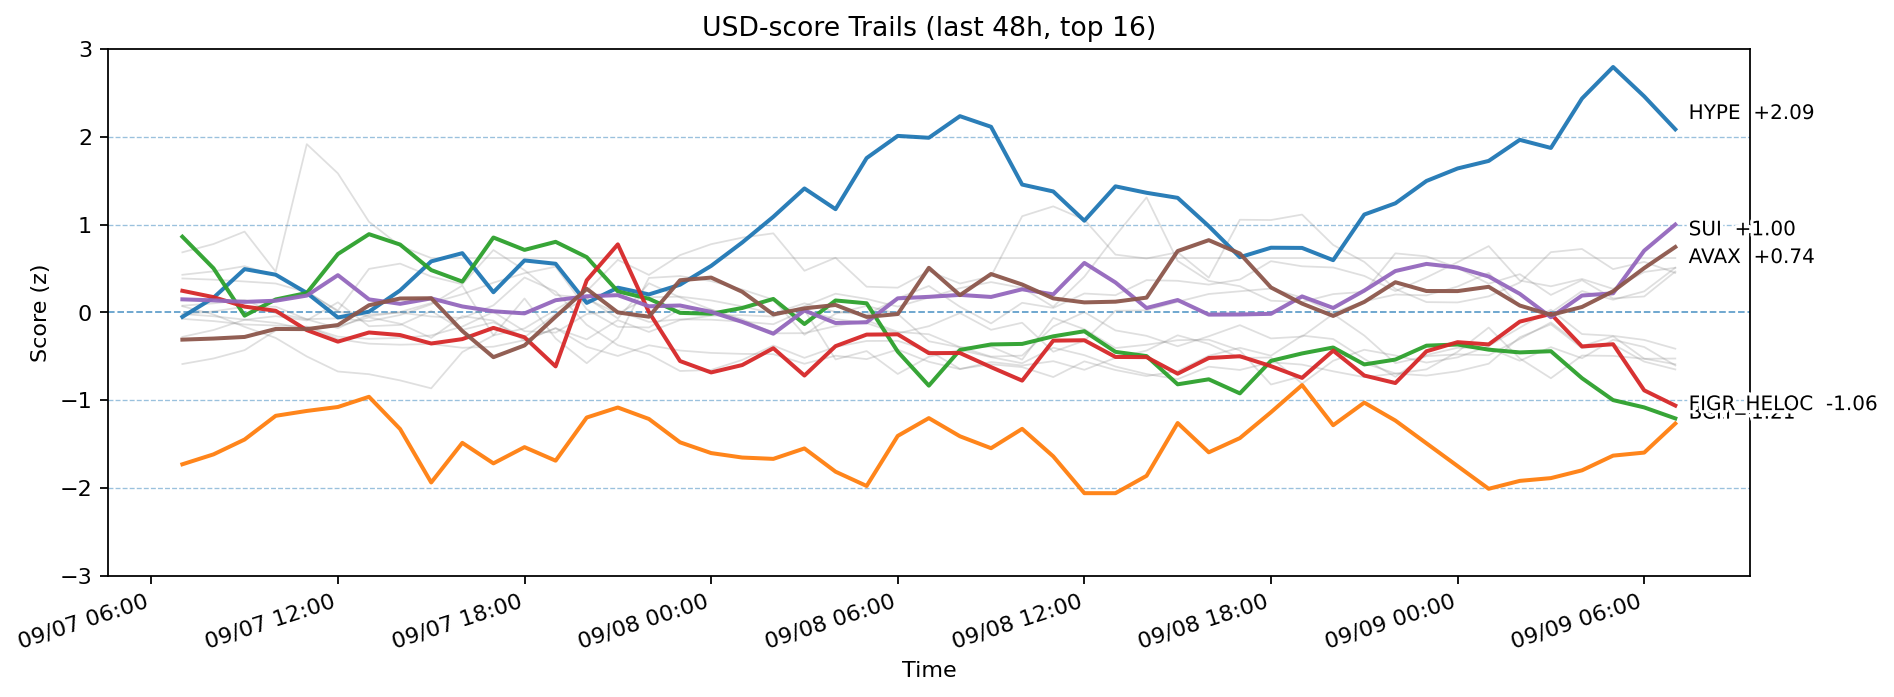 USD-score Trails (last 48h, top 16)
Score (z)
3
2
1
0
−1
−2
−3
HYPE +2.09
SUI +1.00
AVAX +0.74
FIGR_HELOC -1.06
09/07 06:00
09/07 12:00
09/07 18:00
09/08 00:00
09/08 06:00
09/08 12:00
09/08 18:00
09/09 00:00
09/09 06:00
Time